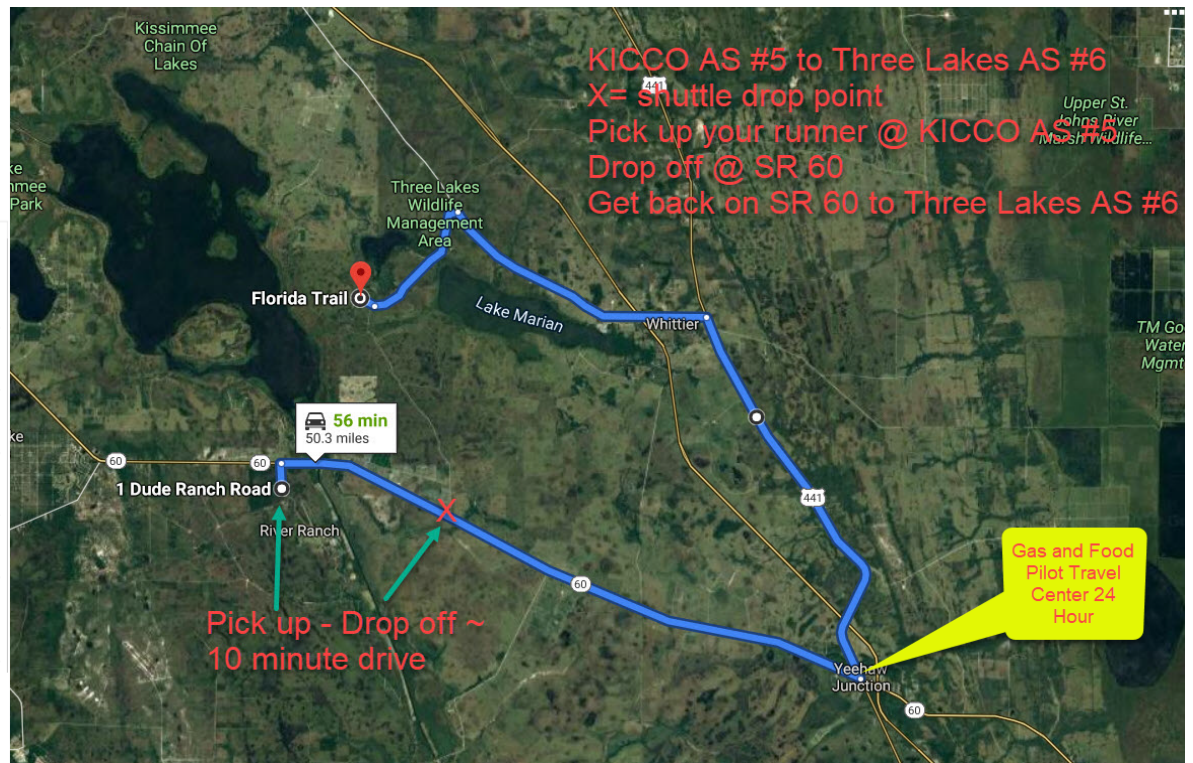 Kissimmee
Chain Of
Lakes
KICCO AS #5 to Three Lakes AS #6
441
X= shuttle drop point
Upper St.
Johns River
Marsh Wildlife...
Pick up your runner @ KICCO AS #5
Drop off @ SR 60
Get back on SR 60 to Three Lakes AS #6
ke
mee
Park
Three Lakes
Wildlife
Management
Area
Florida Trail
Lake Marian
Whittier
TM Go
Water
Mgmt
56 min
50.3 miles
ke
60
60
1 Dude Ranch Road
X
441
River Ranch
Gas and Food
Pilot Travel
Center 24
Hour
60
Pick up - Drop off ~
10 minute drive
Yeehaw
Junction
60